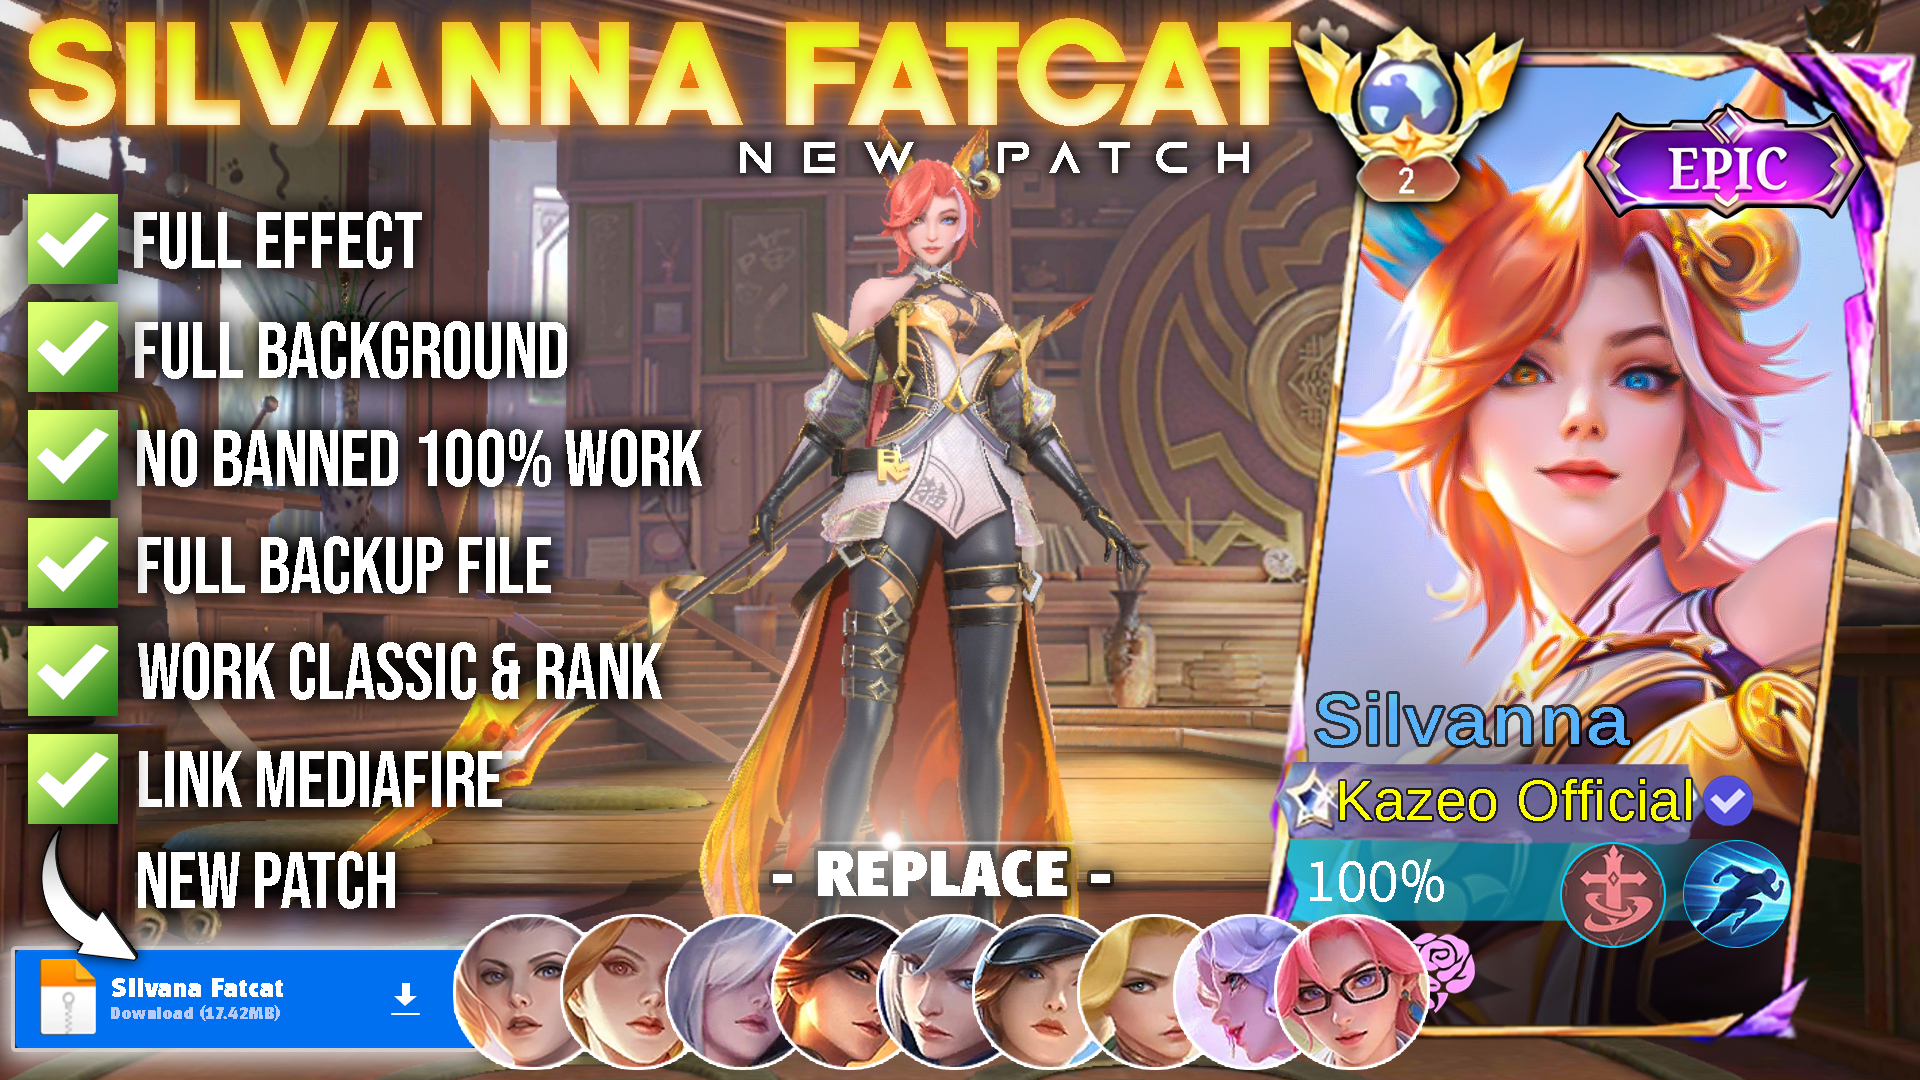 SILVANNA FATCAT
NEW PATCH
EPIC
2
FULL EFFECT
FULL BACKGROUND
NO BANNED 100% WORK
FULL BACKUP FILE
WORK CLASSIC & RANK
LINK MEDIAFIRE
NEW PATCH
SIlvana Fatcat
Download (17.42MB)
- REPLACE -
Silvanna
Kazeo Official
100%
猫